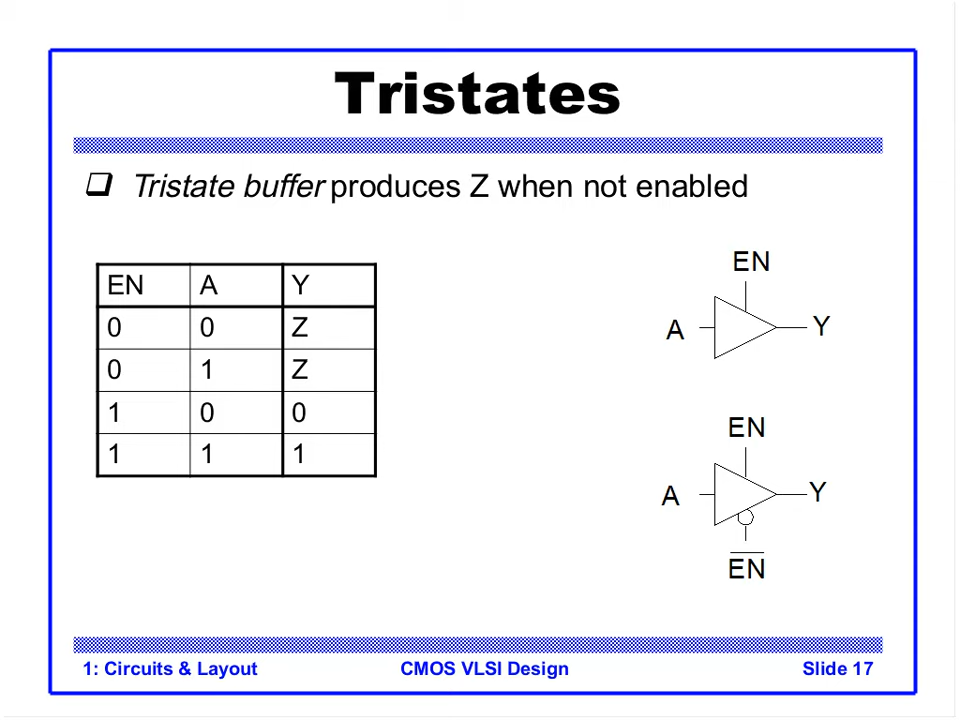 Tristates
❑ Tristate buffer produces Z when not enabled
EN A Y
0 0 Z
0 1 Z
1 0 0
1 1 1
EN
A Y
EN
A Y
E̅N̅
1: Circuits & Layout CMOS VLSI Design Slide 17